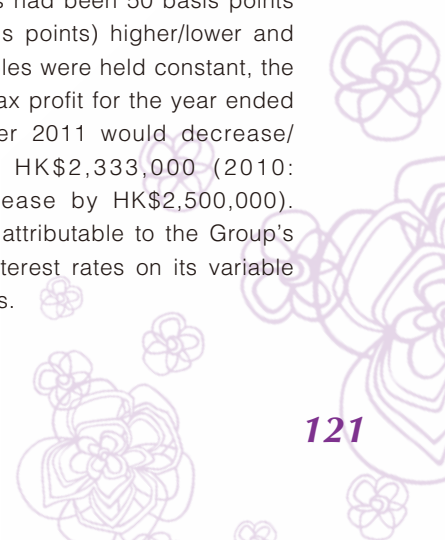 s had been 50 basis points
s points) higher/lower and
les were held constant, the
ax profit for the year ended
er 2011 would decrease/
HK$2,333,000 (2010:
ease by HK$2,500,000).
attributable to the Group's
terest rates on its variable
s.
121